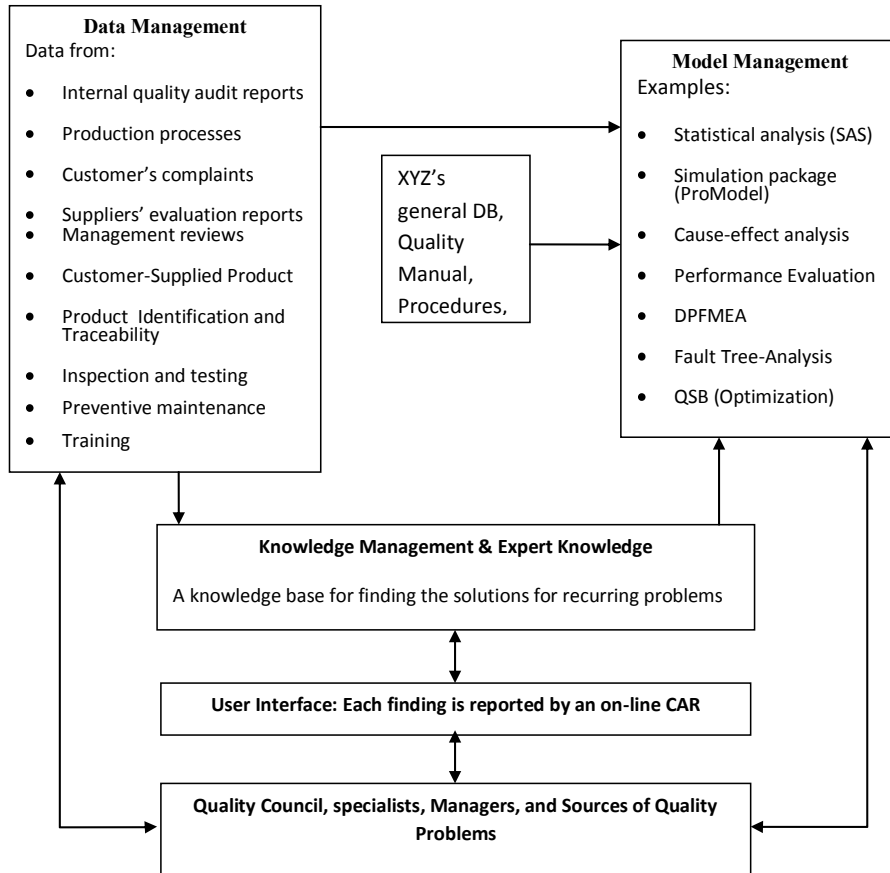 Data Management
Data from:
Internal quality audit reports
Production processes
Customer's complaints
Suppliers' evaluation reports
Management reviews
Customer-Supplied Product
Product Identification and
Traceability
Inspection and testing
Preventive maintenance
Training
XYZ's
general DB,
Quality
Manual,
Procedures,
Model Management
Examples:
Statistical analysis (SAS)
Simulation package
(ProModel)
Cause-effect analysis
Performance Evaluation
DPFMEA
Fault Tree-Analysis
QSB (Optimization)
Knowledge Management & Expert Knowledge
A knowledge base for finding the solutions for recurring problems
User Interface: Each finding is reported by an on-line CAR
Quality Council, specialists, Managers, and Sources of Quality
Problems